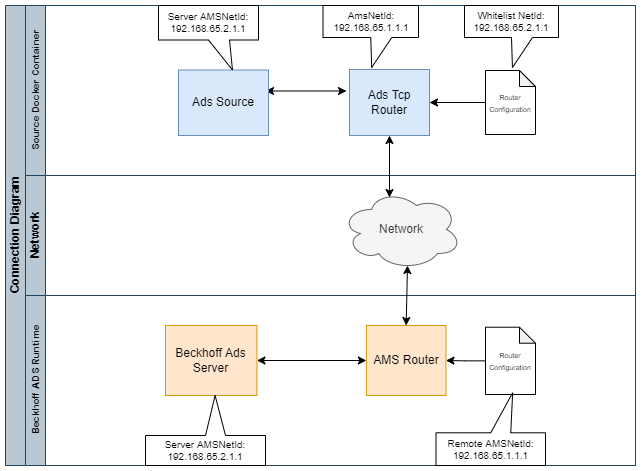 Connection Diagram
Source Docker Container
Server AMSNetId:
192.168.65.2.1.1
AmsNetId:
192.168.65.1.1.1
Whitelist NetId:
192.168.65.2.1.1
Ads Source
Ads Tcp
Router
Router
Configuration
Network
Network
Beckhoff ADS Runtime
Beckhoff Ads
Server
AMS Router
Router
Configuration
Server AMSNetId:
192.168.65.2.1.1
Remote AMSNetId:
192.168.65.1.1.1